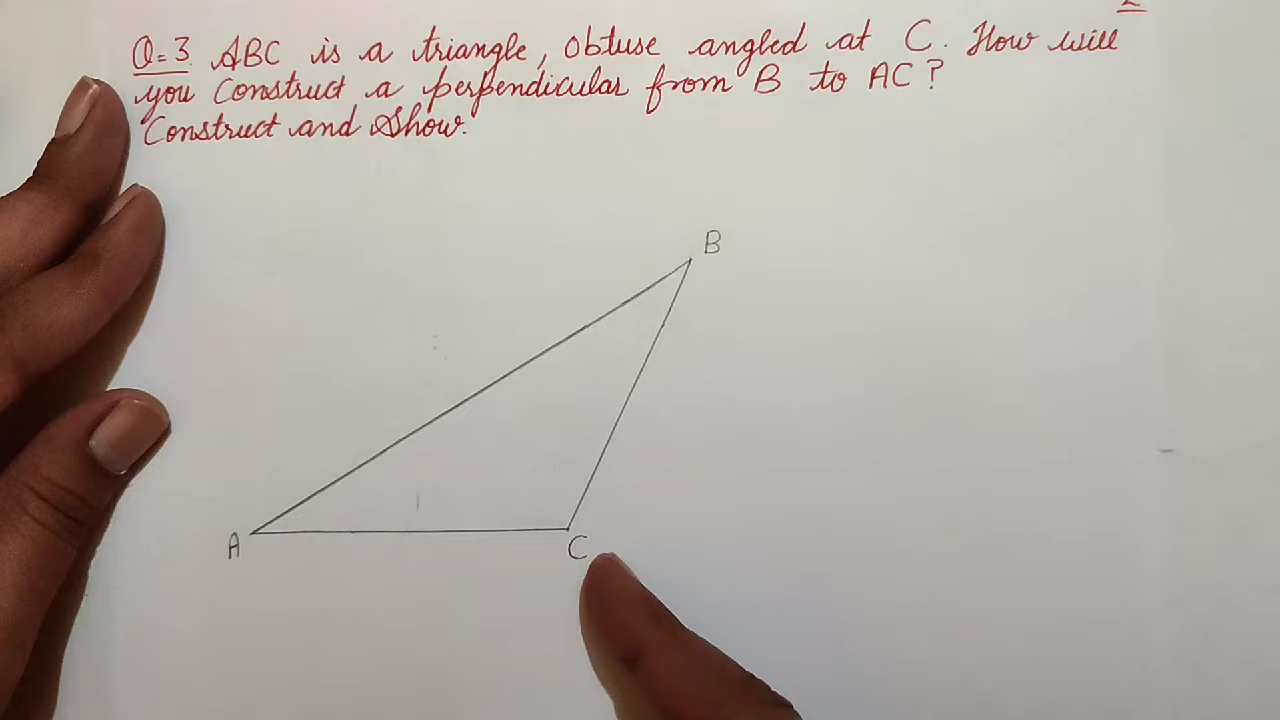 Q=3 ABC is a triangle, obtuse angled at C. How will
you Construct a perpendicular from B to AC?
Construct and Show.
B
A
C